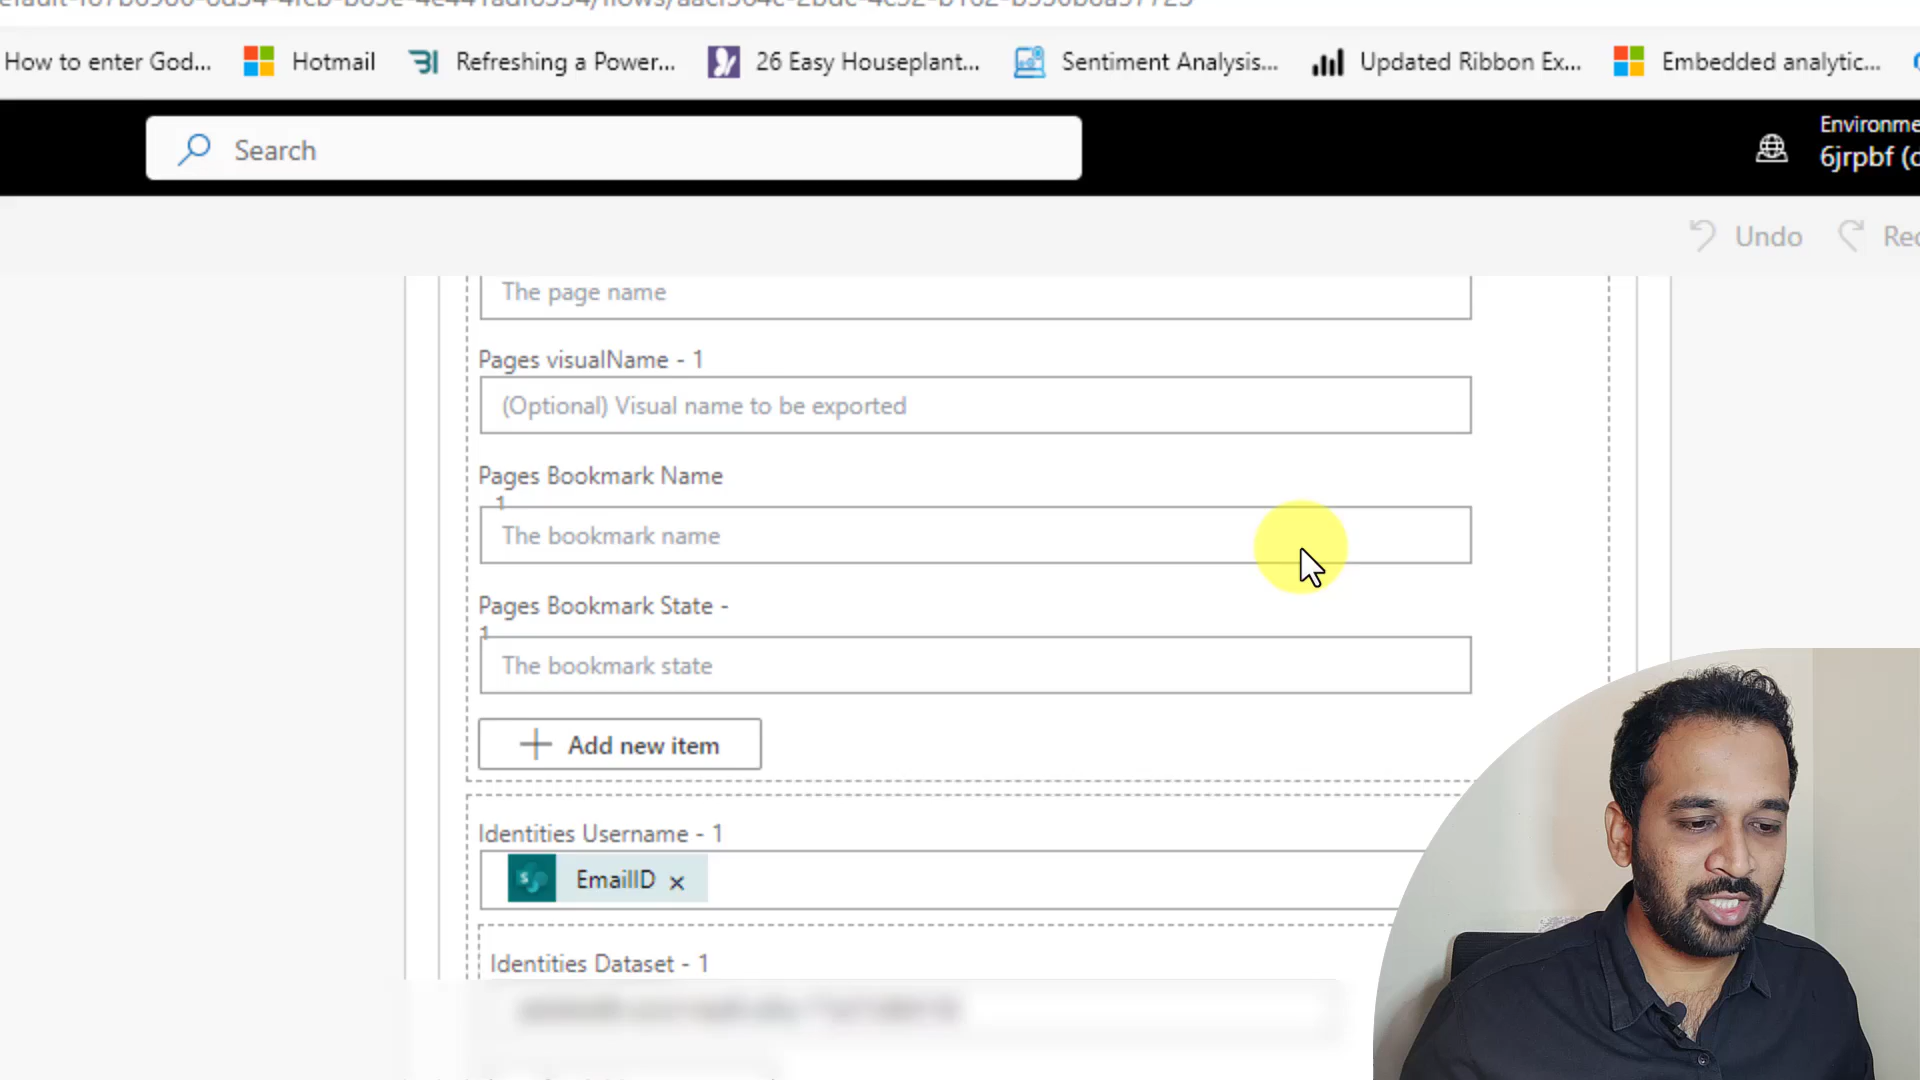 How to enter God...
Hotmail
Refreshing a Power...
26 Easy Houseplant...
Sentiment Analysis...
Updated Ribbon Ex...
Embedded analytic...
Search
Environme
6jrpbf (
Undo
Rec
The page name
Pages visualName - 1
(Optional) Visual name to be exported
Pages Bookmark Name
1
The bookmark name
Pages Bookmark State -
1
The bookmark state
Add new item
Identities Username - 1
EmailID ×
Identities Dataset - 1